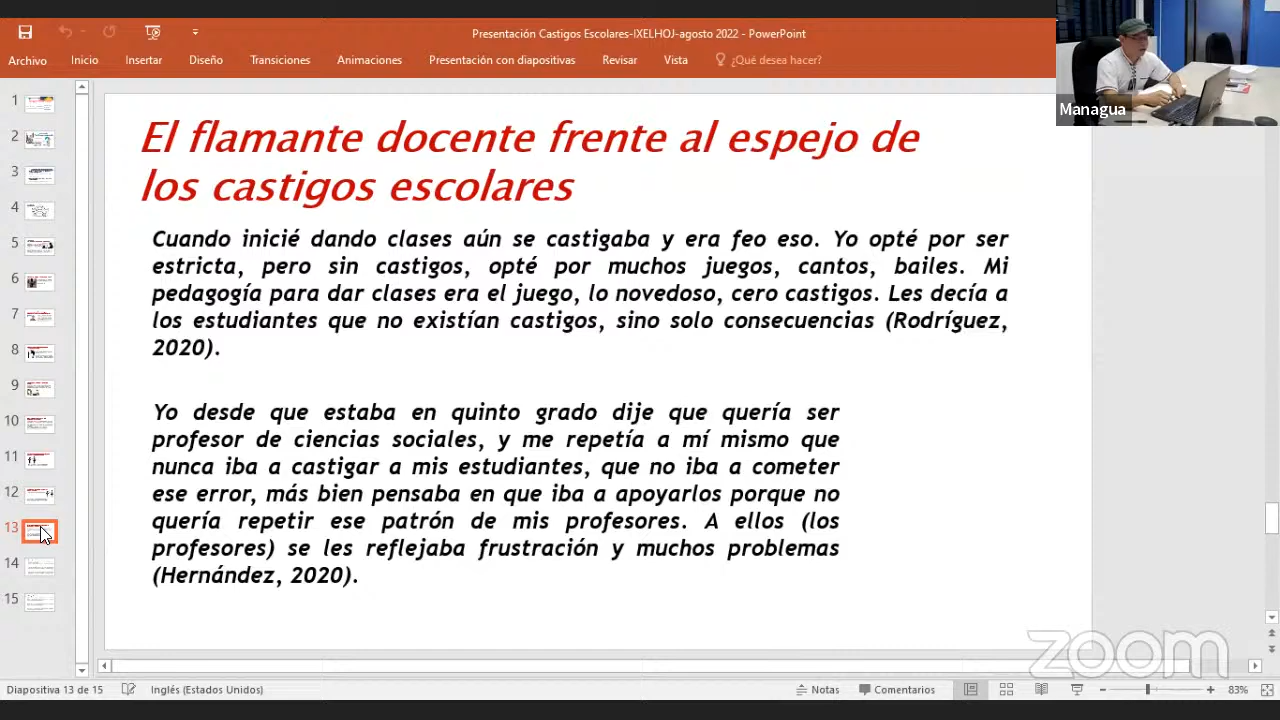 Presentación Castigos Escolares-IXELHOJ-agosto 2022 - PowerPoint
Archivo Inicio Insertar Diseño Transiciones Animaciones Presentación con diapositivas Revisar Vista ¿Qué desea hacer?
Managua
1
2
3
4
5
6
7
8
9
10
11
12
13
14
15
El flamante docente frente al espejo de
los castigos escolares
Cuando inicié dando clases aún se castigaba y era feo eso. Yo opté por ser
estricta, pero sin castigos, opté por muchos juegos, cantos, bailes. Mi
pedagogía para dar clases era el juego, lo novedoso, cero castigos. Les decía a
los estudiantes que no existían castigos, sino solo consecuencias (Rodríguez,
2020).
Yo desde que estaba en quinto grado dije que quería ser
profesor de ciencias sociales, y me repetía a mí mismo que
nunca iba a castigar a mis estudiantes, que no iba a cometer
ese error, más bien pensaba en que iba a apoyarlos porque no
quería repetir ese patrón de mis profesores. A ellos (los
profesores) se les reflejaba frustración y muchos problemas
(Hernández, 2020).
zoom
Diapositiva 13 de 15 Inglés (Estados Unidos) Notas Comentarios 83%